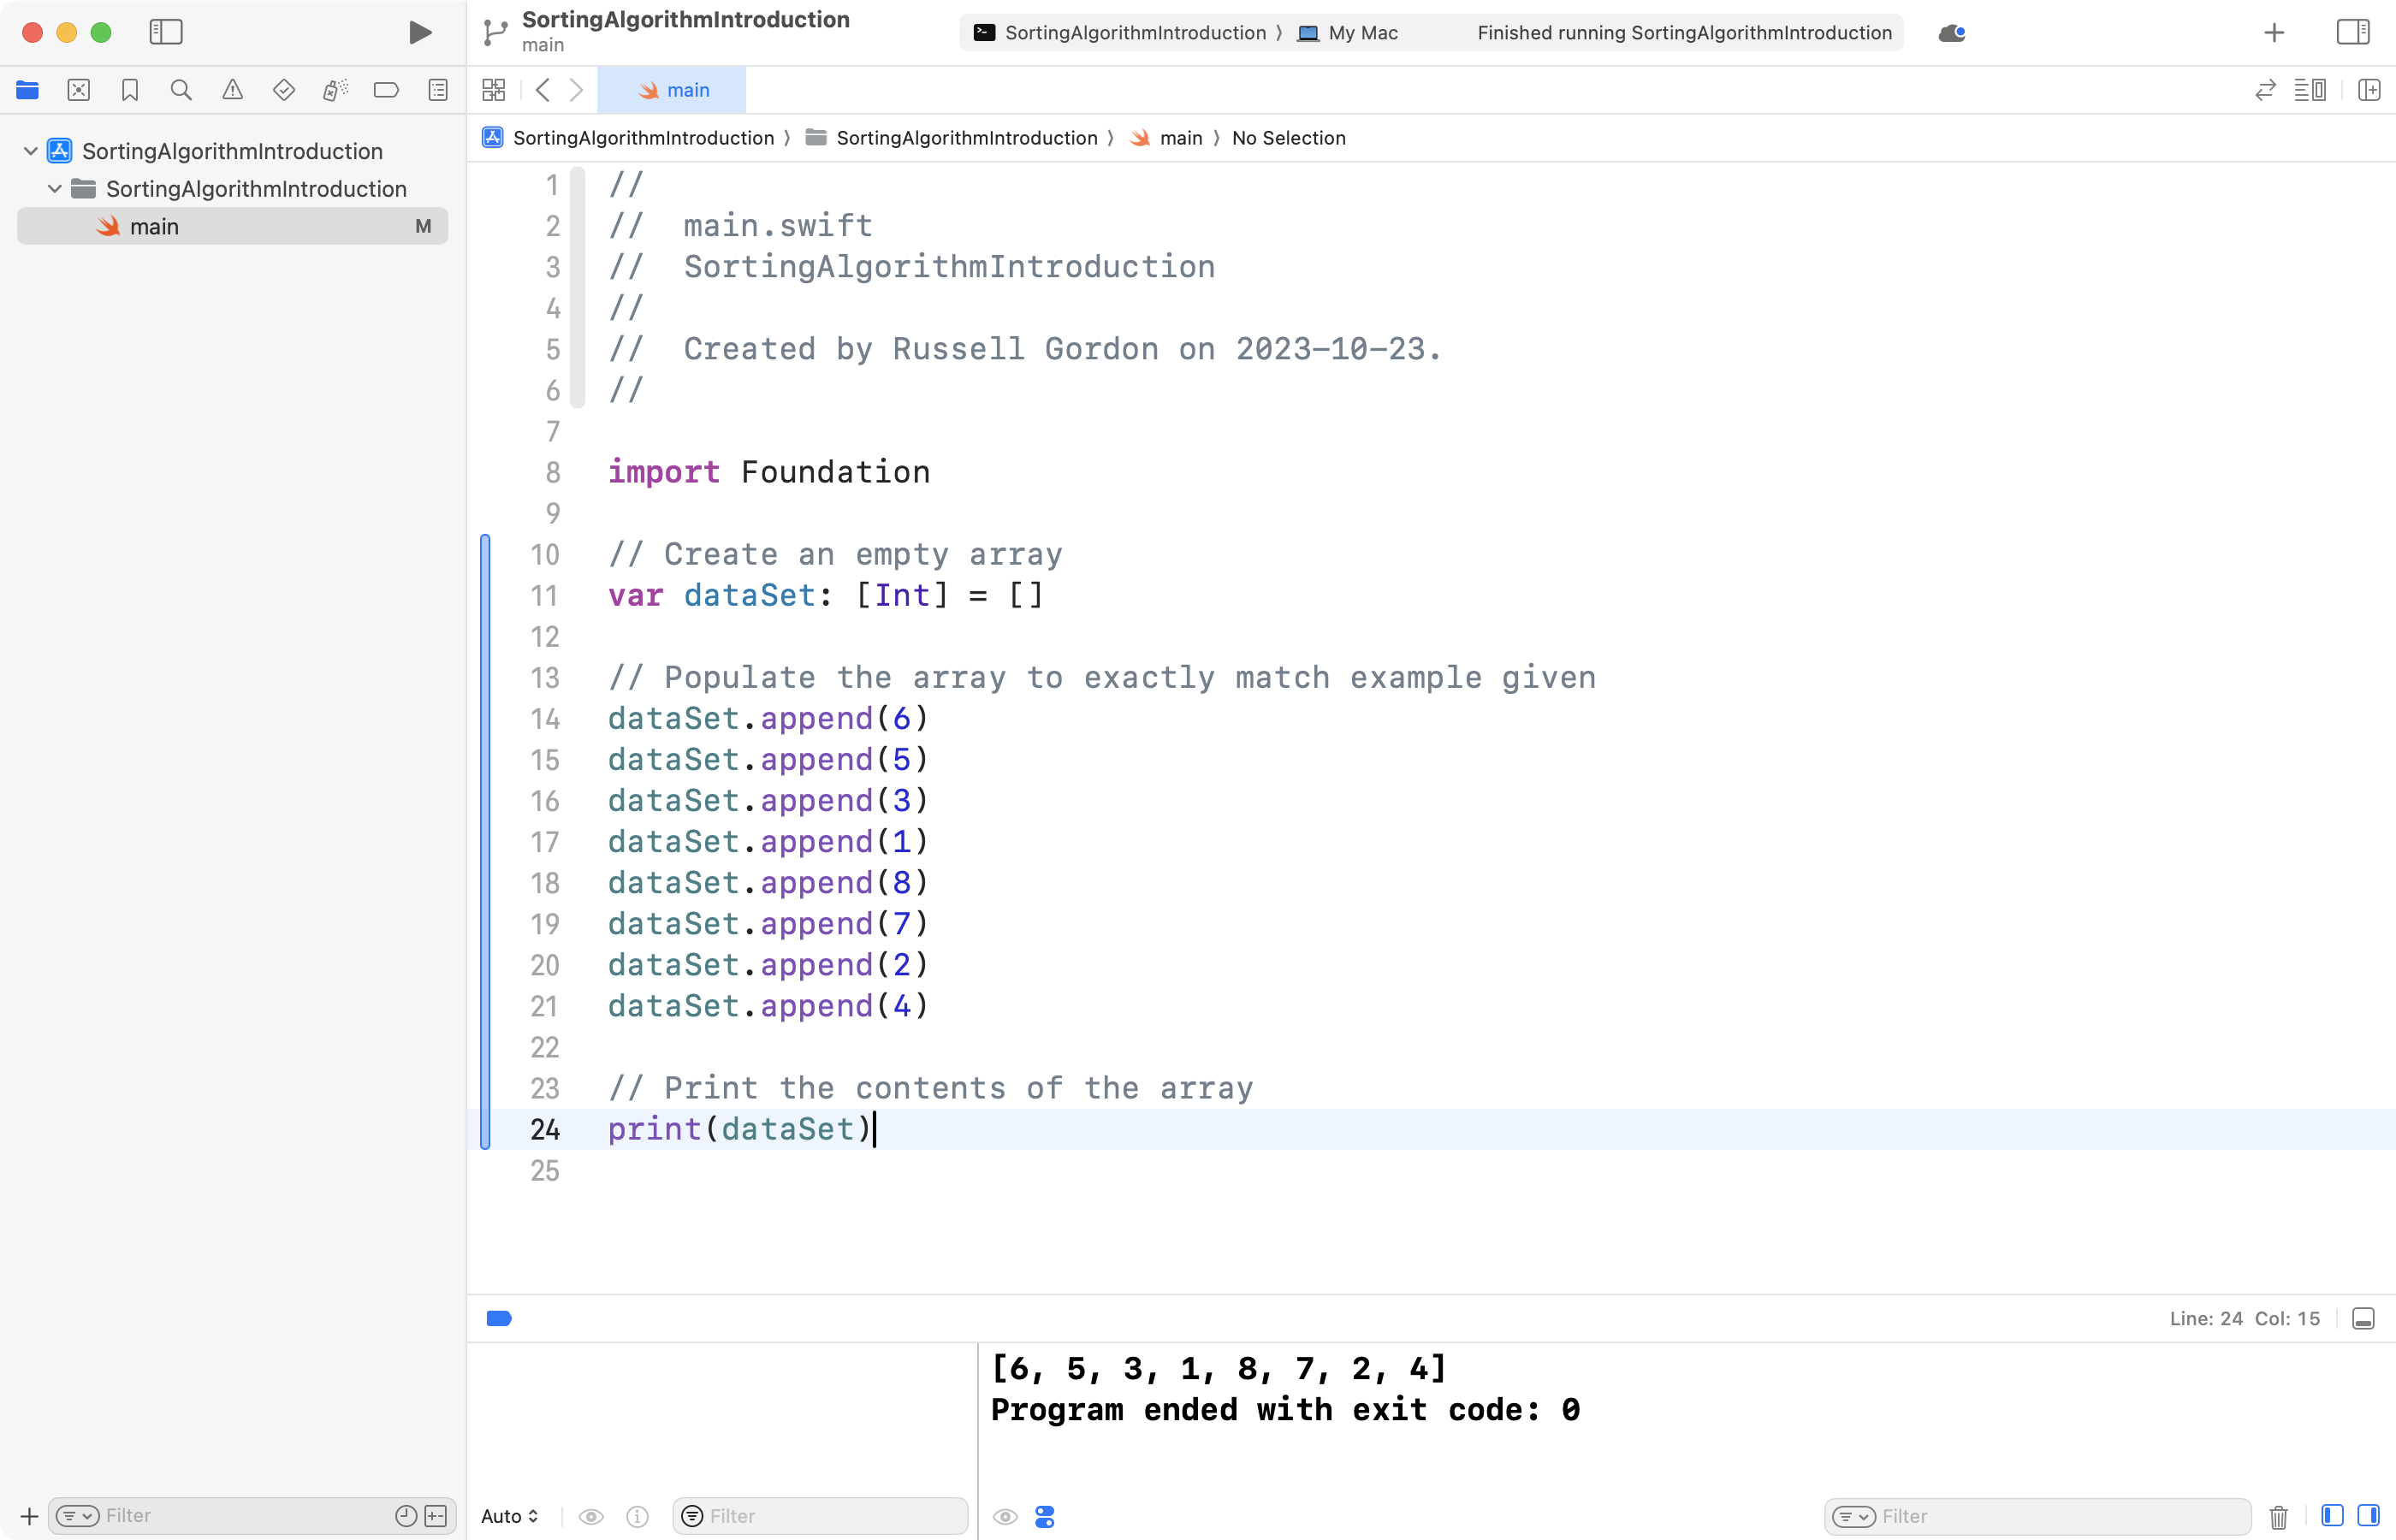 SortingAlgorithmIntroduction
main
SortingAlgorithmIntroduction 〉 My Mac
Finished running SortingAlgorithmIntroduction
main
SortingAlgorithmIntroduction 〉 SortingAlgorithmIntroduction 〉 main 〉 No Selection
SortingAlgorithmIntroduction
SortingAlgorithmIntroduction
main M
1 //
2 //  main.swift
3 //  SortingAlgorithmIntroduction
4 //
5 //  Created by Russell Gordon on 2023-10-23.
6 //
7
8 import Foundation
9
10 // Create an empty array
11 var dataSet: [Int] = []
12
13 // Populate the array to exactly match example given
14 dataSet.append(6)
15 dataSet.append(5)
16 dataSet.append(3)
17 dataSet.append(1)
18 dataSet.append(8)
19 dataSet.append(7)
20 dataSet.append(2)
21 dataSet.append(4)
22
23 // Print the contents of the array
24 print(dataSet)
25
Line: 24 Col: 15
[6, 5, 3, 1, 8, 7, 2, 4]
Program ended with exit code: 0
Filter
Auto
Filter
Filter